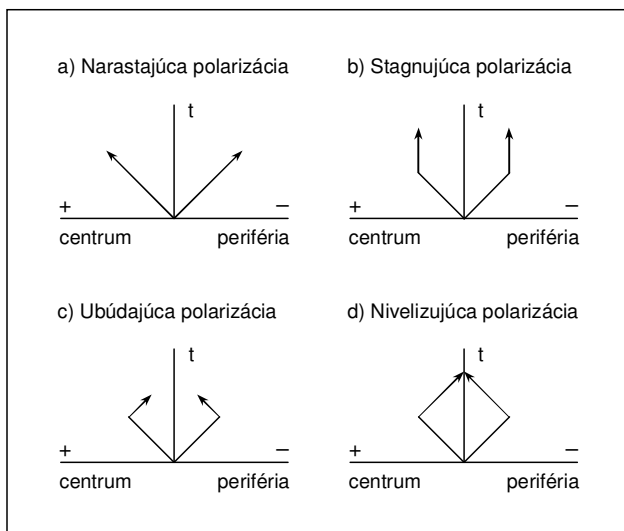 a) Narastajúca polarizácia
t
+ –
centrum periféria
b) Stagnujúca polarizácia
t
+ –
centrum periféria
c) Ubúdajúca polarizácia
t
+ –
centrum periféria
d) Nivelizujúca polarizácia
t
+ –
centrum periféria